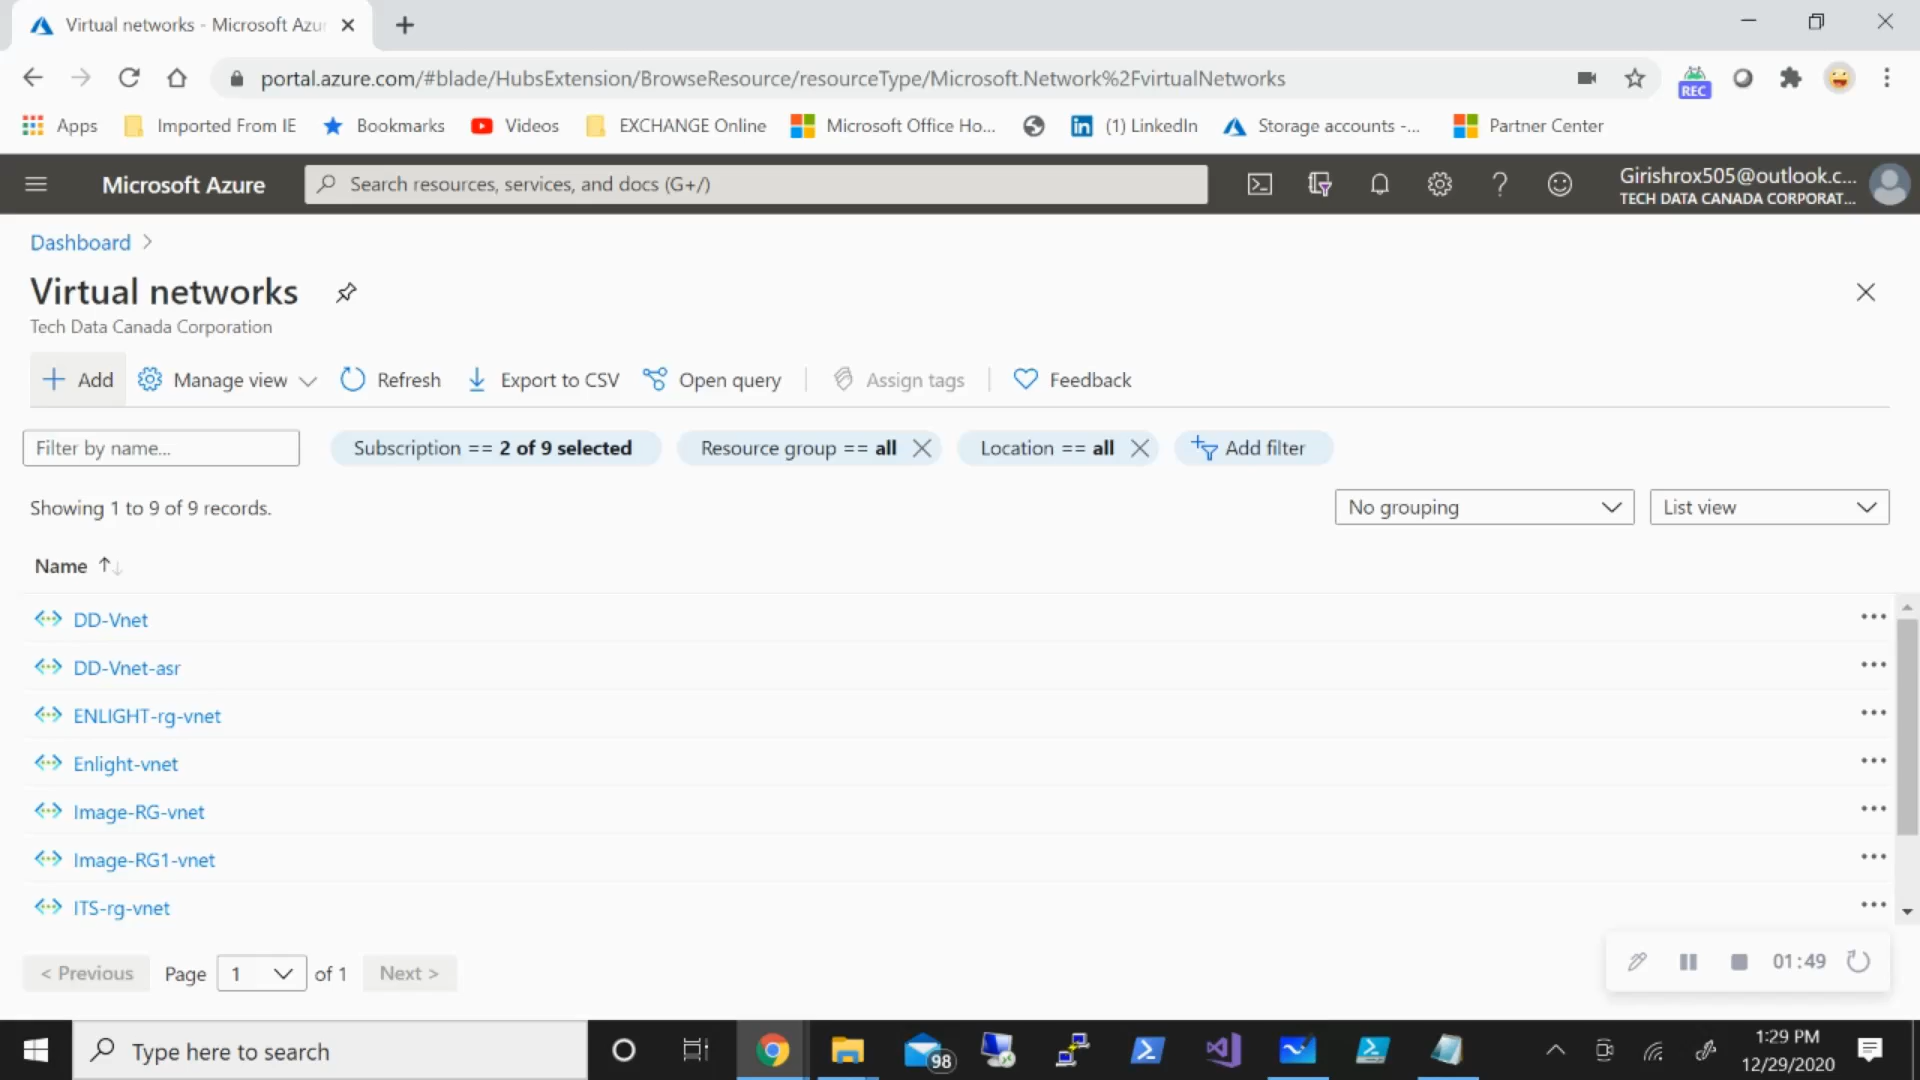 Virtual networks - Microsoft Azur
portal.azure.com/#blade/HubsExtension/BrowseResource/resourceType/Microsoft.Network%2FvirtualNetworks
REC
Apps Imported From IE Bookmarks Videos EXCHANGE Online Microsoft Office Ho... (1) LinkedIn Storage accounts -... Partner Center
Microsoft Azure Search resources, services, and docs (G+/) Girishrox505@outlook.c...
TECH DATA CANADA CORPORAT...
Dashboard
Virtual networks
Tech Data Canada Corporation
Add Manage view Refresh Export to CSV Open query Assign tags Feedback
Filter by name... Subscription == 2 of 9 selected Resource group == all Location == all Add filter
Showing 1 to 9 of 9 records. No grouping List view
Name
DD-Vnet
DD-Vnet-asr
ENLIGHT-rg-vnet
Enlight-vnet
Image-RG-vnet
Image-RG1-vnet
ITS-rg-vnet
< Previous Page 1 of 1 Next > 01:49
Type here to search 98 1:29 PM
12/29/2020